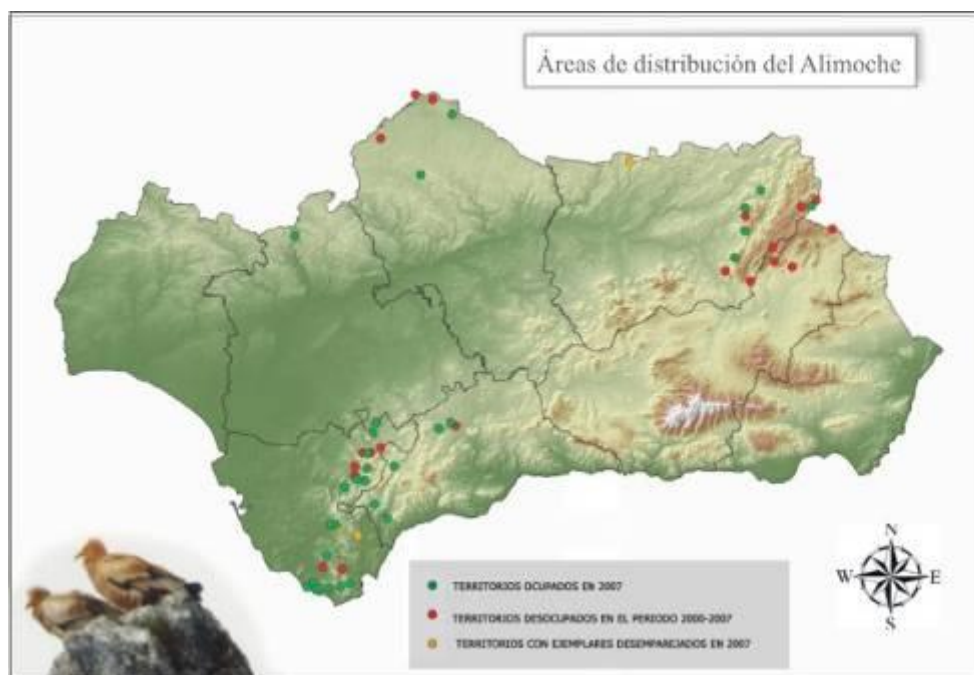 Áreas de distribución del Alimoche
N
W E
S
TERRITORIOS OCUPADOS EN 2007
TERRITORIOS DESOCUPADOS EN EL PERIODO 2000-2007
TERRITORIOS CON EJEMPLARES DESEMPAREJADOS EN 2007